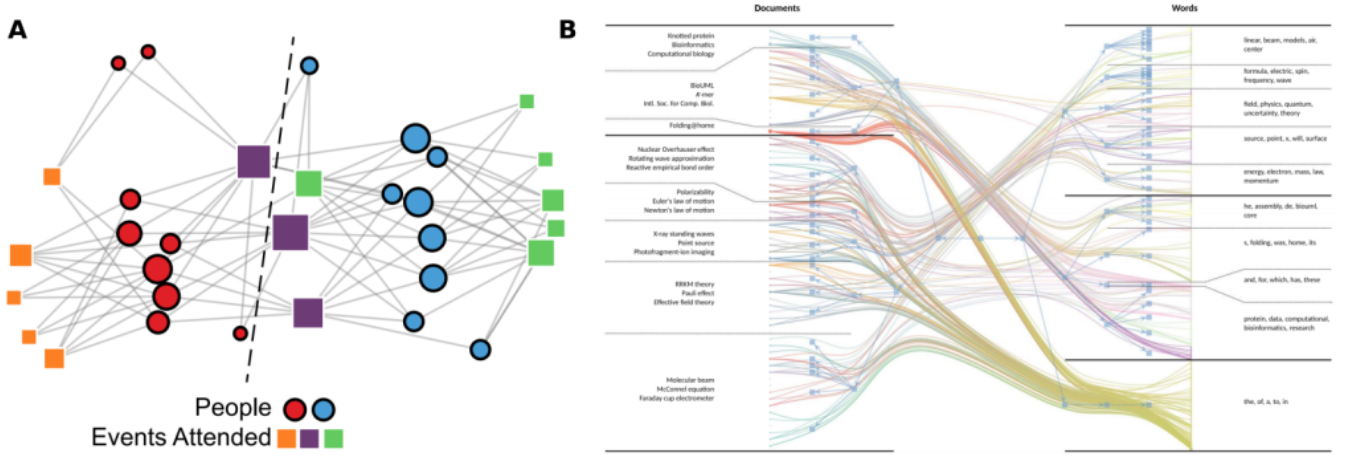 A
People
Events Attended
B
Documents
Words
Knotted protein
Bioinformatics
Computational biology
BioUML
K-mer
Intl. Soc. for Comp. Biol.
Folding@home
Nuclear Overhauser effect
Rotating wave approximation
Reactive empirical bond order
Polarizability
Euler's law of motion
Newton's law of motion
X-ray standing waves
Point source
Photofragment-ion imaging
RRKM theory
Pauli effect
Effective field theory
Molecular beam
McConnel equation
Faraday cup electrometer
linear, beam, models, air,
center
formula, electric, spin,
frequency, wave
field, physics, quantum,
uncertainty, theory
source, point, x, will, surface
energy, electron, mass, law,
momentum
he, assembly, de, biouml,
core
s, folding, was, home, its
and, for, which, has, these
protein, data, computational,
bioinformatics, research
the, of, a, to, in